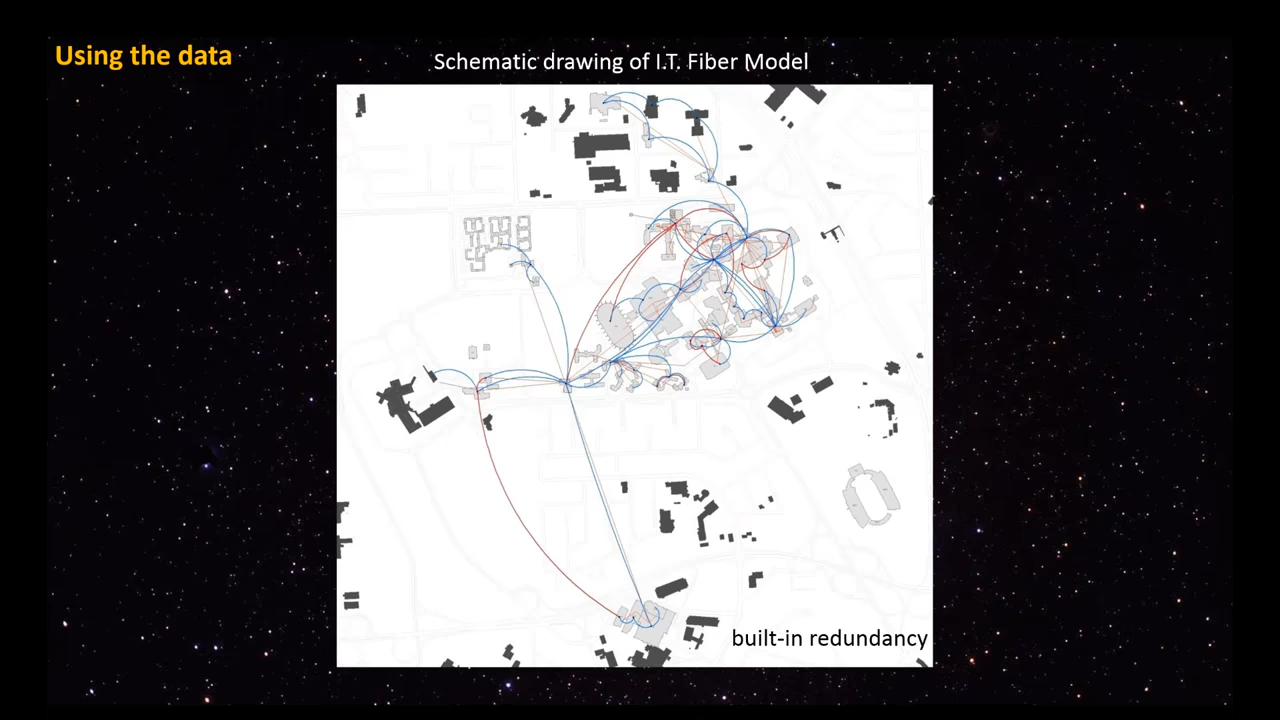 Using the data
Schematic drawing of I.T. Fiber Model
built-in redundancy